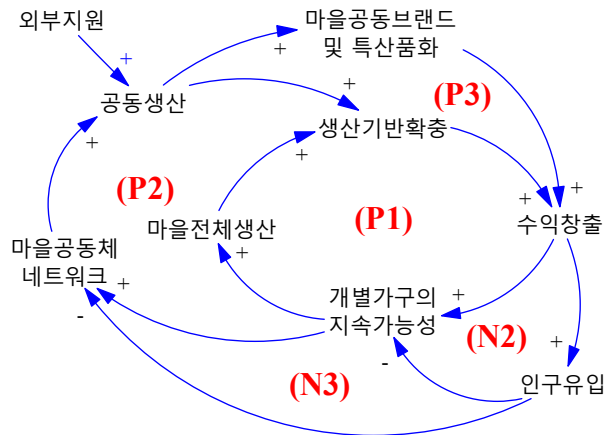 외부지원
마을공동브랜드
및 특산품화
+
+
+
공동생산
+
(P3)
생산기반확충
+
+
(P2)
+
+
마을전체생산
(P1)
수익창출
마을공동체
네트워크
+
+
개별가구의
지속가능성
+
-
(N2)
+
-
(N3)
인구유입